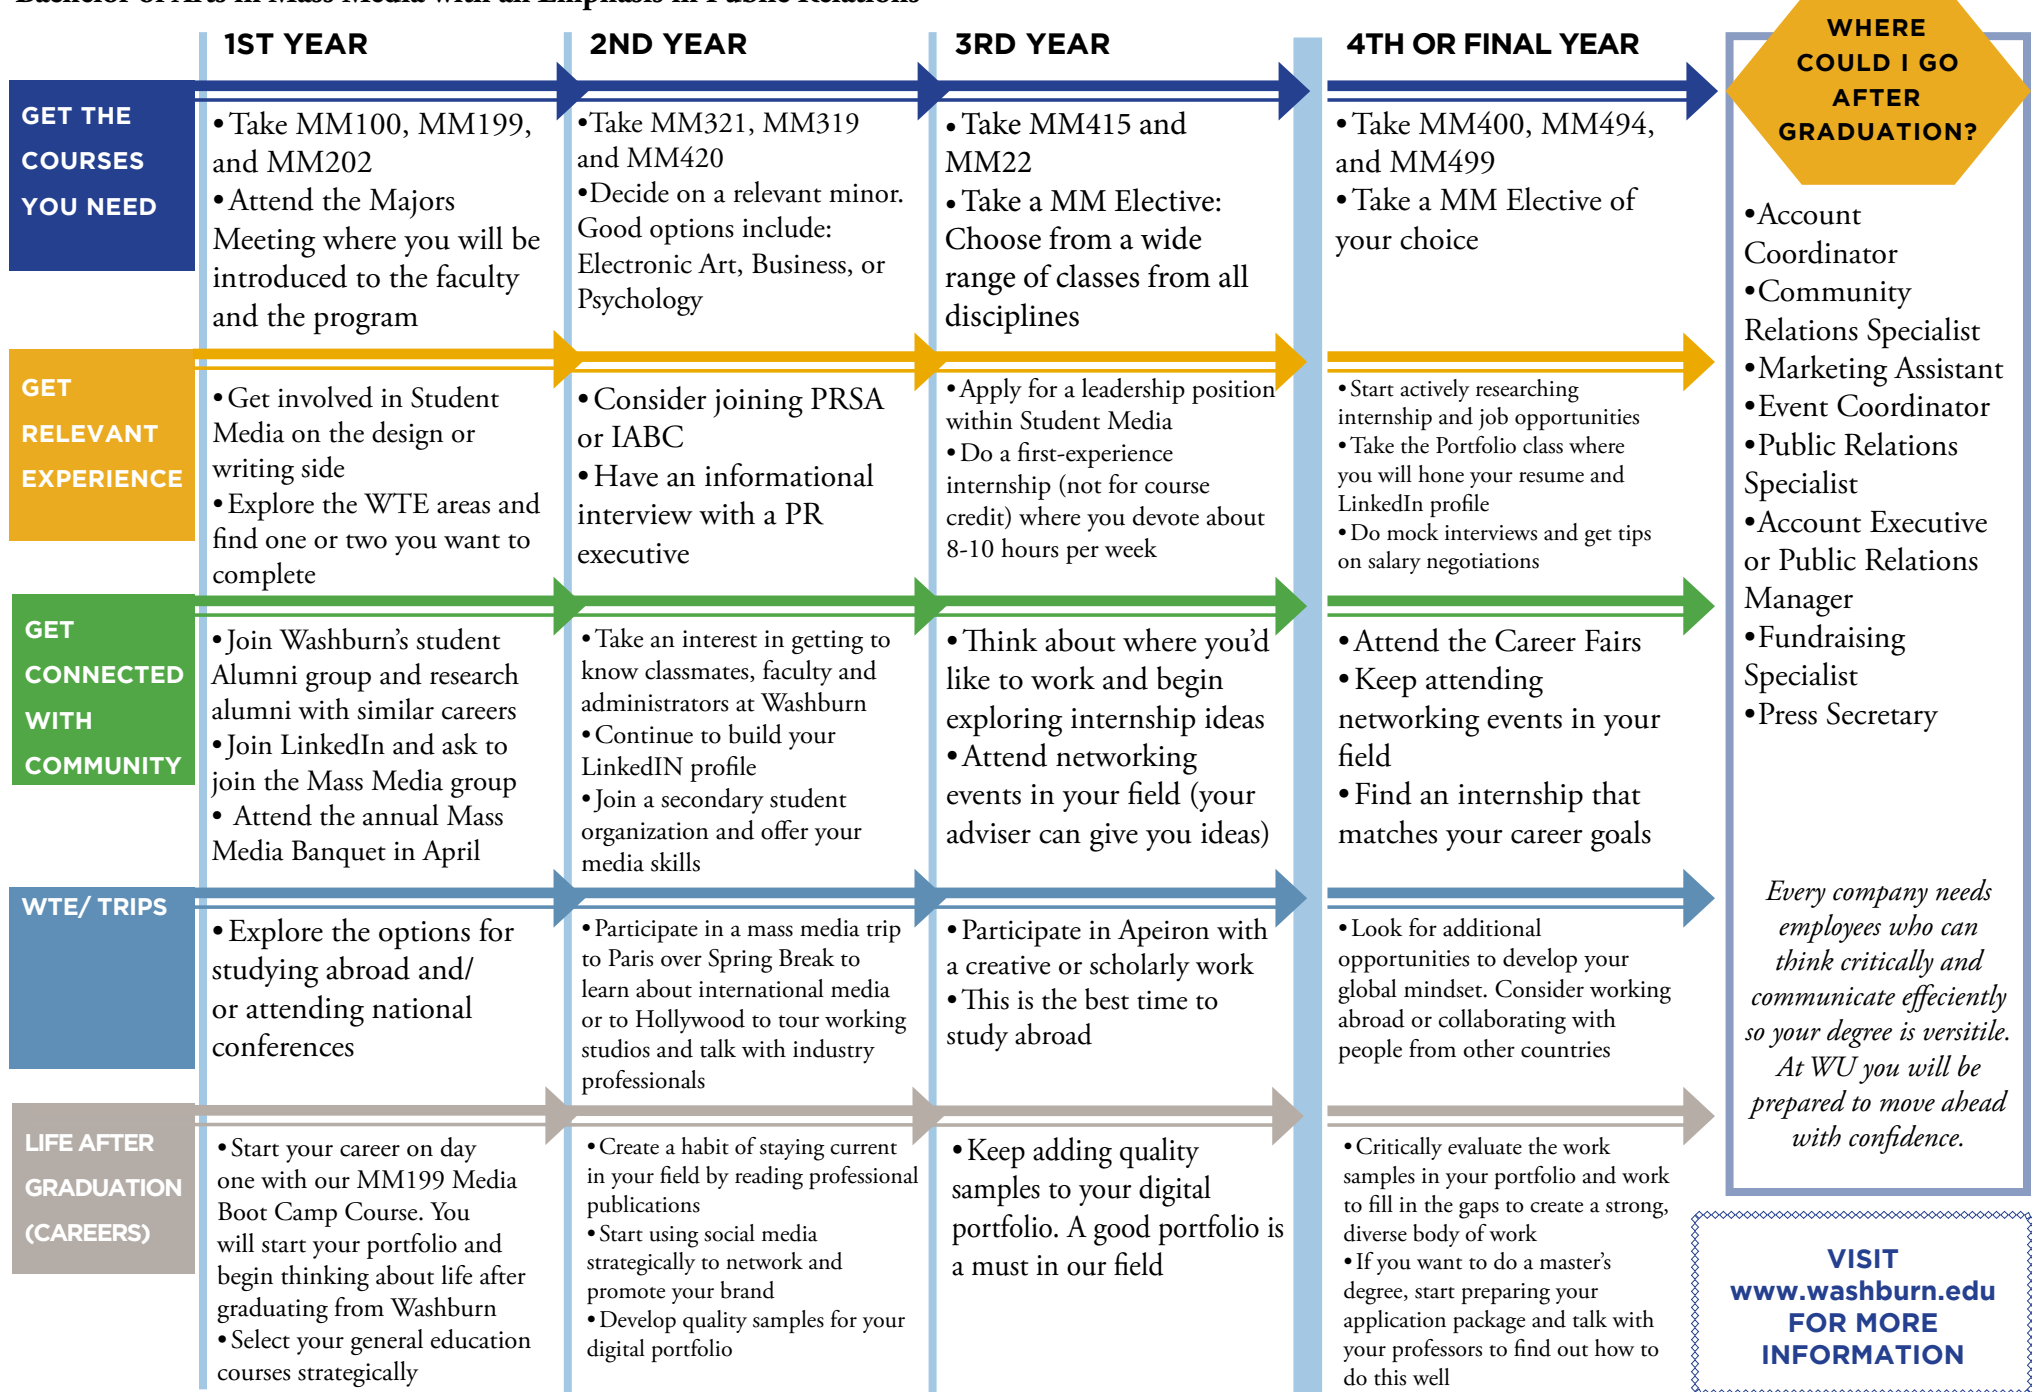 Bachelor of Arts in Mass Media with an Emphasis in Public Relations
1ST YEAR
2ND YEAR
3RD YEAR
4TH OR FINAL YEAR
GET THE
COURSES
YOU NEED
•Take MM100, MM199,
and MM202
•Attend the Majors
Meeting where you will be
introduced to the faculty
and the program
•Take MM321, MM319
and MM420
•Decide on a relevant minor.
Good options include:
Electronic Art, Business, or
Psychology
•Take MM415 and
MM22
•Take a MM Elective:
Choose from a wide
range of classes from all
disciplines
•Take MM400, MM494,
and MM499
•Take a MM Elective of
your choice
GET
RELEVANT
EXPERIENCE
•Get involved in Student
Media on the design or
writing side
•Explore the WTE areas and
find one or two you want to
complete
•Consider joining PRSA
or IABC
•Have an informational
interview with a PR
executive
•Apply for a leadership position
within Student Media
•Do a first-experience
internship (not for course
credit) where you devote about
8-10 hours per week
•Start actively researching
internship and job opportunities
•Take the Portfolio class where
you will hone your resume and
LinkedIn profile
•Do mock interviews and get tips
on salary negotiations
GET
CONNECTED
WITH
COMMUNITY
•Join Washburn's student
Alumni group and research
alumni with similar careers
•Join LinkedIn and ask to
join the Mass Media group
• Attend the annual Mass
Media Banquet in April
•Take an interest in getting to
know classmates, faculty and
administrators at Washburn
•Continue to build your
LinkedIN profile
•Join a secondary student
organization and offer your
media skills
•Think about where you'd
like to work and begin
exploring internship ideas
•Attend networking
events in your field (your
adviser can give you ideas)
•Attend the Career Fairs
•Keep attending
networking events in your
field
•Find an internship that
matches your career goals
WTE/ TRIPS
•Explore the options for
studying abroad and/
or attending national
conferences
•Participate in a mass media trip
to Paris over Spring Break to
learn about international media
or to Hollywood to tour working
studios and talk with industry
professionals
•Participate in Apeiron with
a creative or scholarly work
•This is the best time to
study abroad
•Look for additional
opportunities to develop your
global mindset. Consider working
abroad or collaborating with
people from other countries
LIFE AFTER
GRADUATION
(CAREERS)
•Start your career on day
one with our MM199 Media
Boot Camp Course. You
will start your portfolio and
begin thinking about life after
graduating from Washburn
•Select your general education
courses strategically
•Create a habit of staying current
in your field by reading professional
publications
•Start using social media
strategically to network and
promote your brand
•Develop quality samples for your
digital portfolio
•Keep adding quality
samples to your digital
portfolio. A good portfolio is
a must in our field
•Critically evaluate the work
samples in your portfolio and work
to fill in the gaps to create a strong,
diverse body of work
•If you want to do a master's
degree, start preparing your
application package and talk with
your professors to find out how to
do this well
WHERE
COULD I GO
AFTER
GRADUATION?
•Account
Coordinator
•Community
Relations Specialist
•Marketing Assistant
•Event Coordinator
•Public Relations
Specialist
•Account Executive
or Public Relations
Manager
•Fundraising
Specialist
•Press Secretary
Every company needs
employees who can
think critically and
communicate effeciently
so your degree is versitile.
At WU you will be
prepared to move ahead
with confidence.
VISIT
www.washburn.edu
FOR MORE
INFORMATION